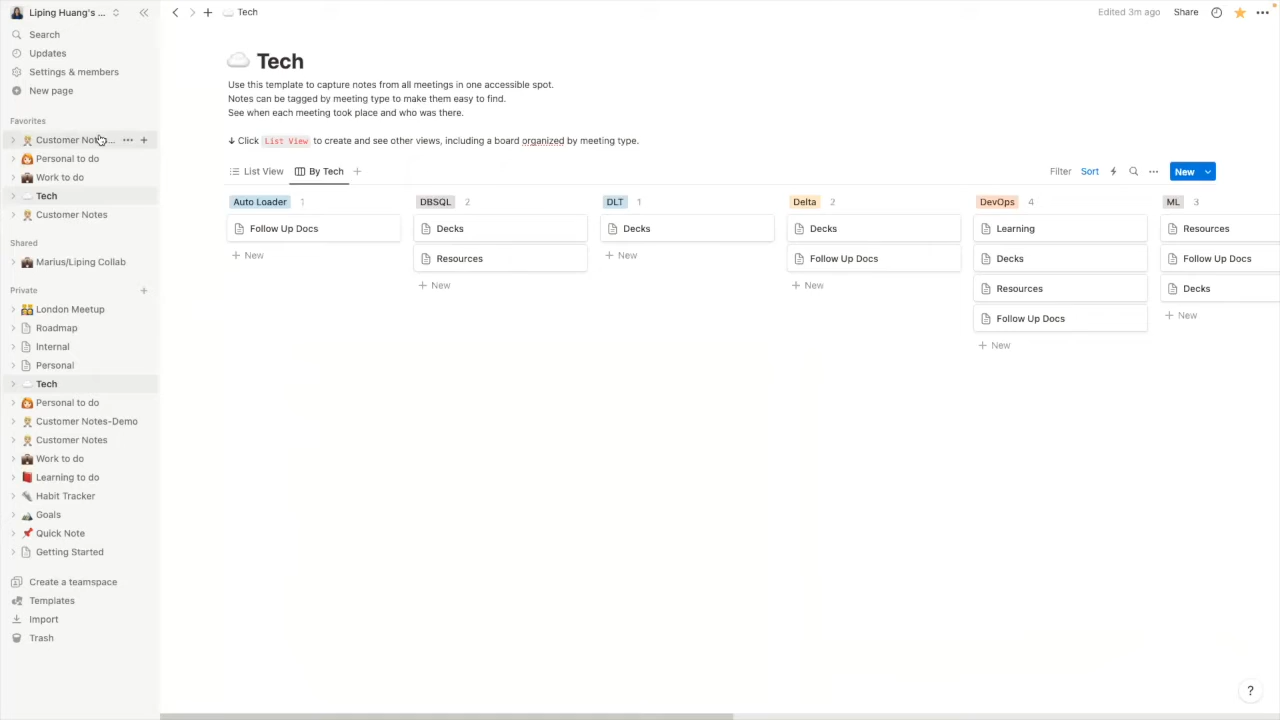 Liping Huang's ...
Search
Updates
Settings & members
New page
Favorites
Customer Not...
Personal to do
Work to do
Tech
Customer Notes
Shared
Marius/Liping Collab
Private
London Meetup
Roadmap
Internal
Personal
Tech
Personal to do
Customer Notes-Demo
Customer Notes
Work to do
Learning to do
Habit Tracker
Goals
Quick Note
Getting Started
Create a teamspace
Templates
Import
Trash
Tech
Edited 3m ago Share
Tech
Use this template to capture notes from all meetings in one accessible spot.
Notes can be tagged by meeting type to make them easy to find.
See when each meeting took place and who was there.
↓ Click List View to create and see other views, including a board organized by meeting type.
List View By Tech
Filter Sort New
Auto Loader 1
Follow Up Docs
+ New
DBSQL 2
Decks
Resources
+ New
DLT 1
Decks
+ New
Delta 2
Decks
Follow Up Docs
+ New
DevOps 4
Learning
Decks
Resources
Follow Up Docs
+ New
ML 3
Resources
Follow Up Docs
Decks
+ New
?